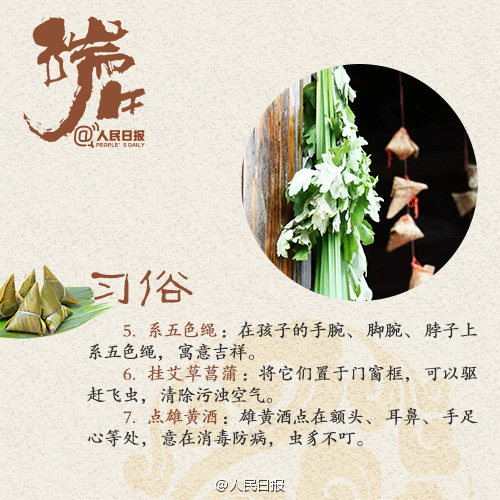 端午
@人民日报
PEOPLE'S DAILY
习俗
5. 系五色绳：在孩子的手腕、脚腕、脖子上
系五色绳，寓意吉祥。
6. 挂艾草菖蒲：将它们置于门窗框，可以驱
赶飞虫，清除污浊空气。
7. 点雄黄酒：雄黄酒点在额头、耳鼻、手足
心等处，意在消毒防病，虫豸不叮。
@人民日报